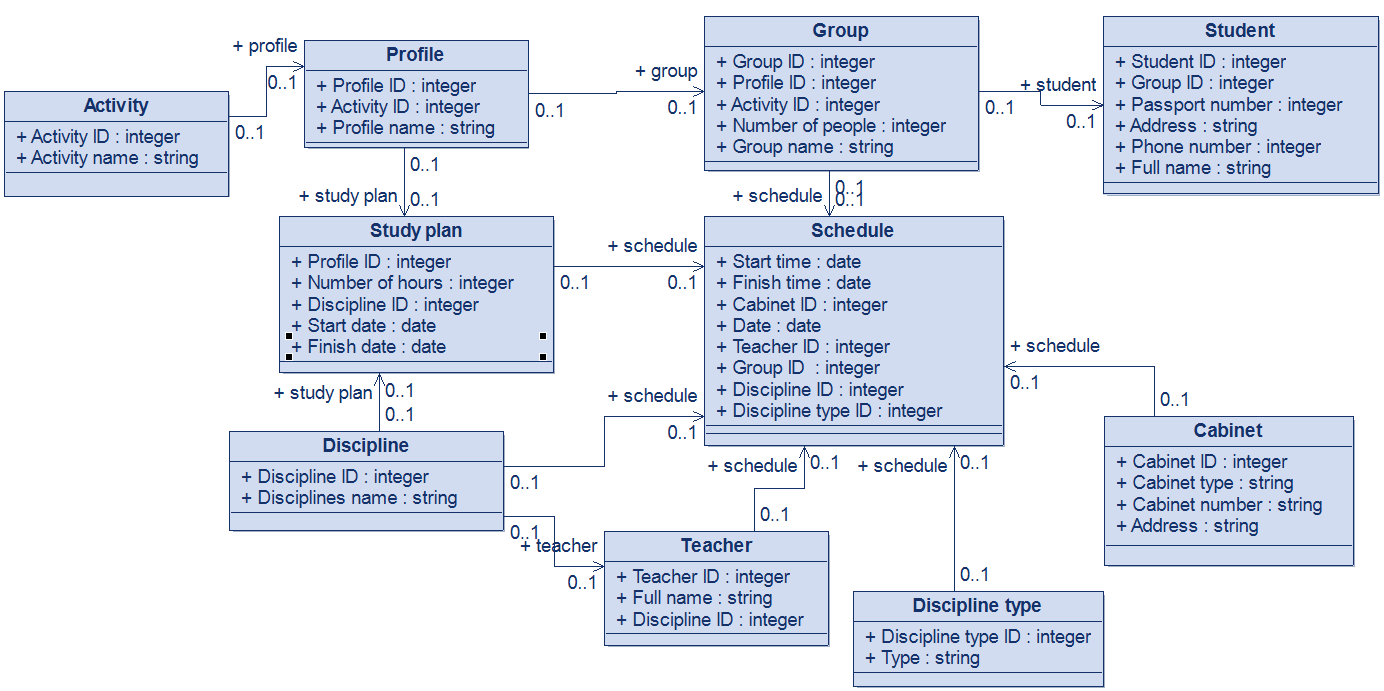 Activity
+ Activity ID : integer
+ Activity name : string
+ profile
0..1
0..1
Profile
+ Profile ID : integer
+ Activity ID : integer
+ Profile name : string
+ group
0..1
0..1
Group
+ Group ID : integer
+ Profile ID : integer
+ Activity ID : integer
+ Number of people : integer
+ Group name : string
+ student
0..1
0..1
Student
+ Student ID : integer
+ Group ID : integer
+ Passport number : integer
+ Address : string
+ Phone number : integer
+ Full name : string
0..1
+ study plan
0..1
0..1
+ schedule
0..1
Study plan
+ Profile ID : integer
+ Number of hours : integer
+ Discipline ID : integer
+ Start date : date
+ Finish date : date
+ schedule
0..1
0..1
Schedule
+ Start time : date
+ Finish time : date
+ Cabinet ID : integer
+ Date : date
+ Teacher ID : integer
+ Group ID : integer
+ Discipline ID : integer
+ Discipline type ID : integer
+ schedule
0..1
0..1
+ study plan
0..1
0..1
+ schedule
0..1
0..1
Discipline
+ Discipline ID : integer
+ Disciplines name : string
0..1
+ teacher
0..1
+ schedule
0..1
0..1
+ schedule
0..1
0..1
Cabinet
+ Cabinet ID : integer
+ Cabinet type : string
+ Cabinet number : string
+ Address : string
Teacher
+ Teacher ID : integer
+ Full name : string
+ Discipline ID : integer
Discipline type
+ Discipline type ID : integer
+ Type : string